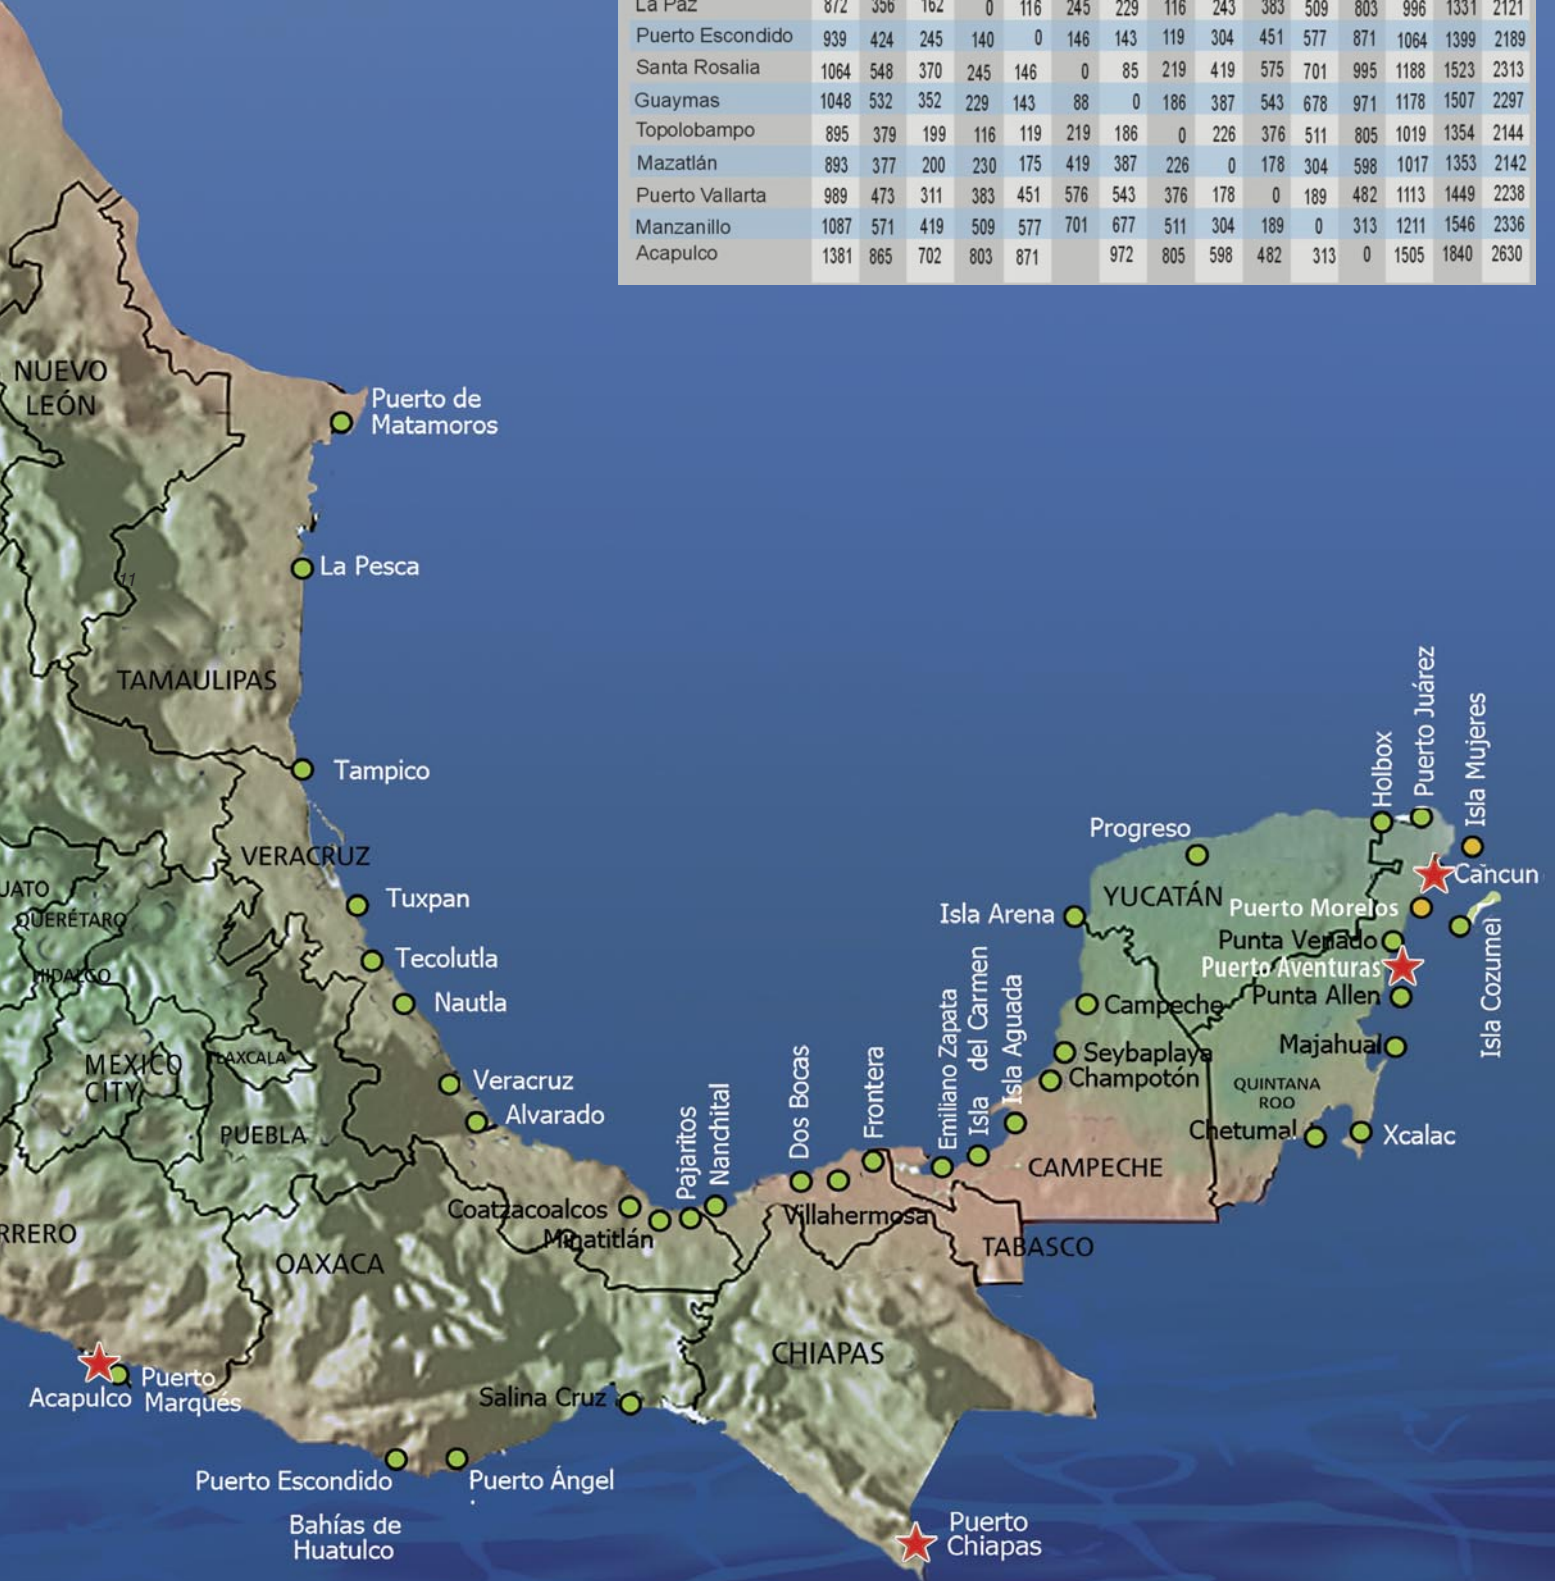 La Paz 872 356 162 0 116 245 229 116 243 383 509 803 996 1331 2121
Puerto Escondido 939 424 245 140 0 146 143 119 304 451 577 871 1064 1399 2189
Santa Rosalia 1064 548 370 245 146 0 85 219 419 575 701 995 1188 1523 2313
Guaymas 1048 532 352 229 143 88 0 186 387 543 678 971 1178 1507 2297
Topolobampo 895 379 199 116 119 219 186 0 226 376 511 805 1019 1354 2144
Mazatlán 893 377 200 230 175 419 387 226 0 178 304 598 1017 1353 2142
Puerto Vallarta 989 473 311 383 451 576 543 376 178 0 189 482 1113 1449 2238
Manzanillo 1087 571 419 509 577 701 677 511 304 189 0 313 1211 1546 2336
Acapulco 1381 865 702 803 871 972 805 598 482 313 0 1505 1840 2630
NUEVO
LEÓN
Puerto de
Matamoros
11
La Pesca
TAMAULIPAS
Tampico
VERACRUZ
UATO
QUERÉTARO
HIDALGO
Tuxpan
Tecolutla
Nautla
MEXICO
CITY
TLAXCALA
PUEBLA
Veracruz
Alvarado
RRERO
OAXACA
Coatzacoalcos
Minatitlán
Pajaritos
Nanchital
Dos Bocas
Villahermosa
Frontera
Emiliano Zapata
Isla del Carmen
Isla Aguada
Isla Arena
Progreso
YUCATÁN
Campeche
Seybaplaya
Champotón
CAMPECHE
TABASCO
CHIAPAS
Holbox
Puerto Juárez
Isla Mujeres
Cancun
Puerto Morelos
Punta Venado
Puerto Aventuras
Punta Allen
Isla Cozumel
Majahual
QUINTANA
ROO
Chetumal
Xcalac
Acapulco
Puerto
Marqués
Salina Cruz
Puerto Escondido
Puerto Ángel
Bahías de
Huatulco
Puerto
Chiapas